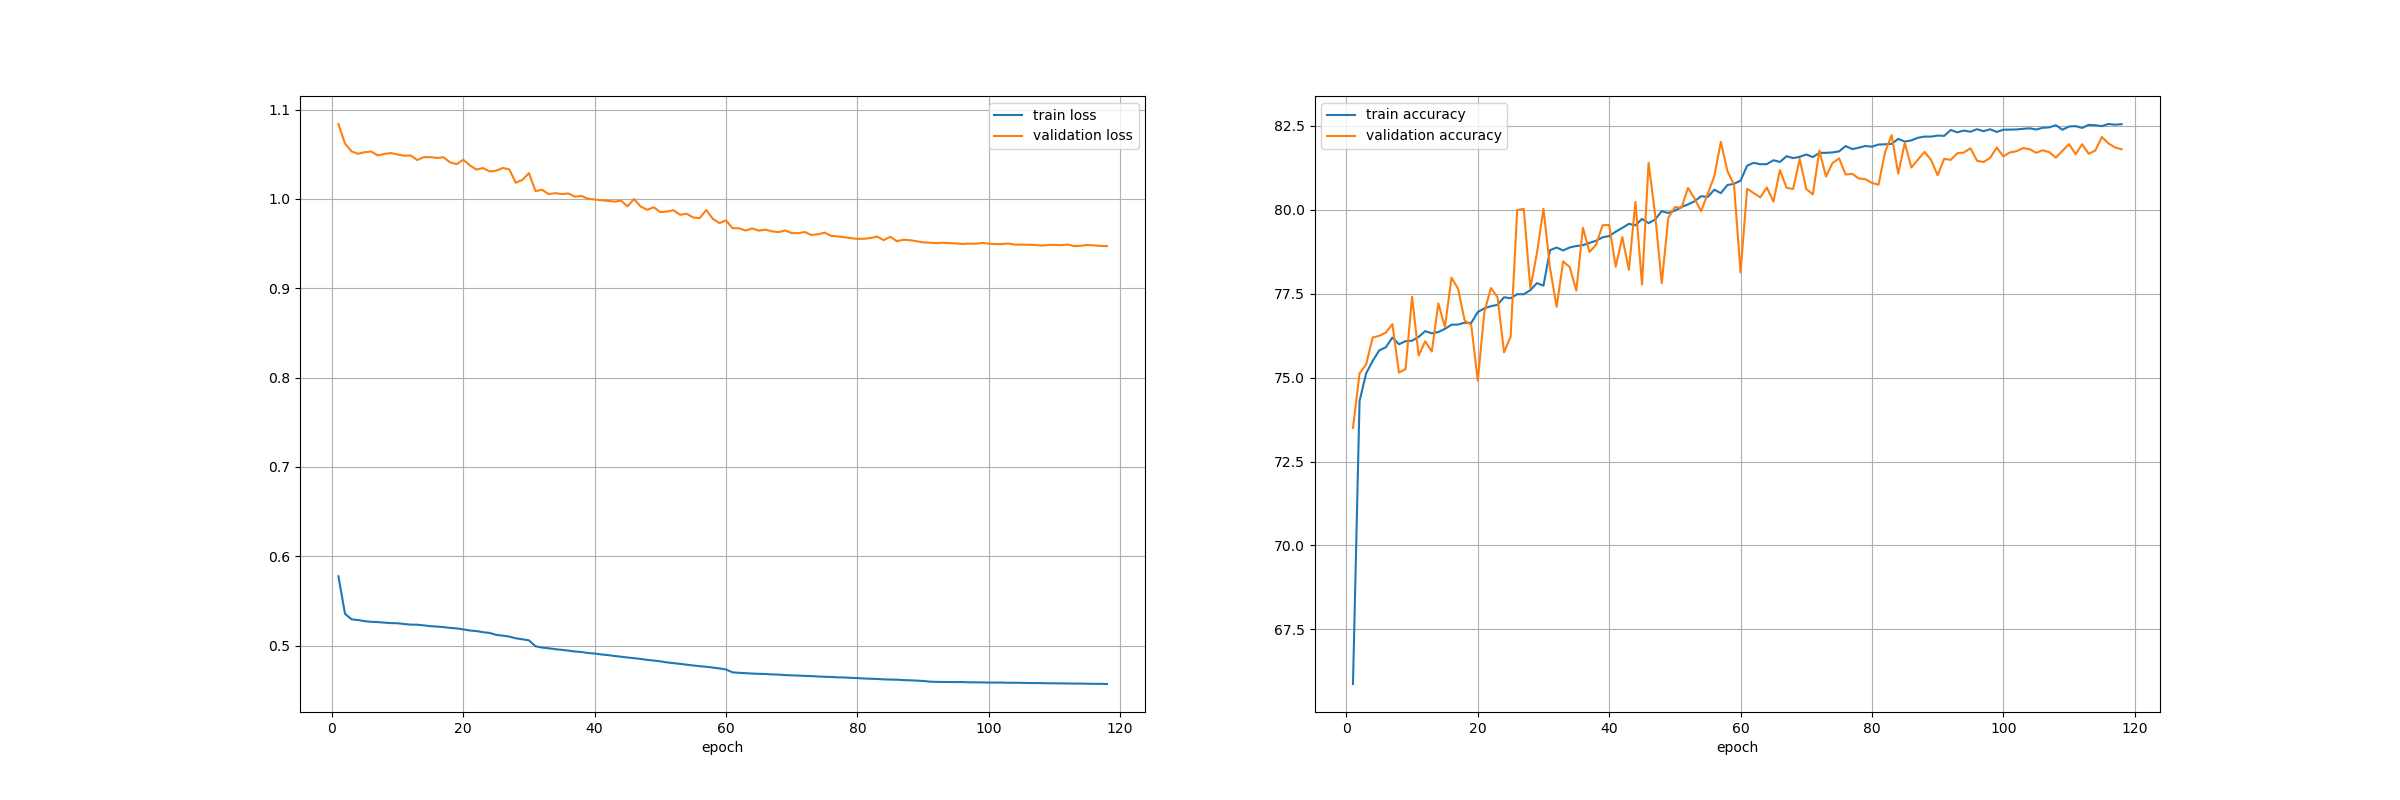 1.1
1.0
0.9
0.8
0.7
0.6
0.5
0 20 40 60 80 100 120
epoch
train loss
validation loss
82.5
80.0
77.5
75.0
72.5
70.0
67.5
0 20 40 60 80 100 120
epoch
train accuracy
validation accuracy